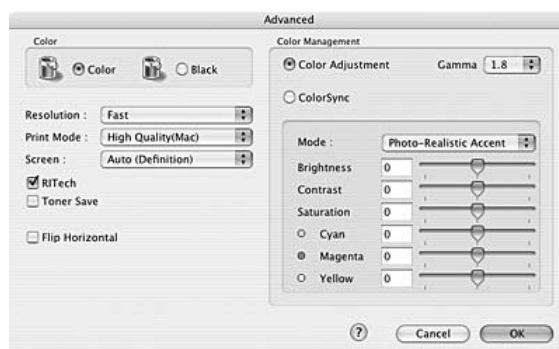 Advanced
Color
Color
Black
Resolution : Fast
Print Mode : High Quality(Mac)
Screen : Auto (Definition)
RITech
Toner Save
Flip Horizontal
Color Management
Color Adjustment Gamma 1.8
ColorSync
Mode : Photo-Realistic Accent
Brightness 0
Contrast 0
Saturation 0
Cyan 0
Magenta 0
Yellow 0
? Cancel OK